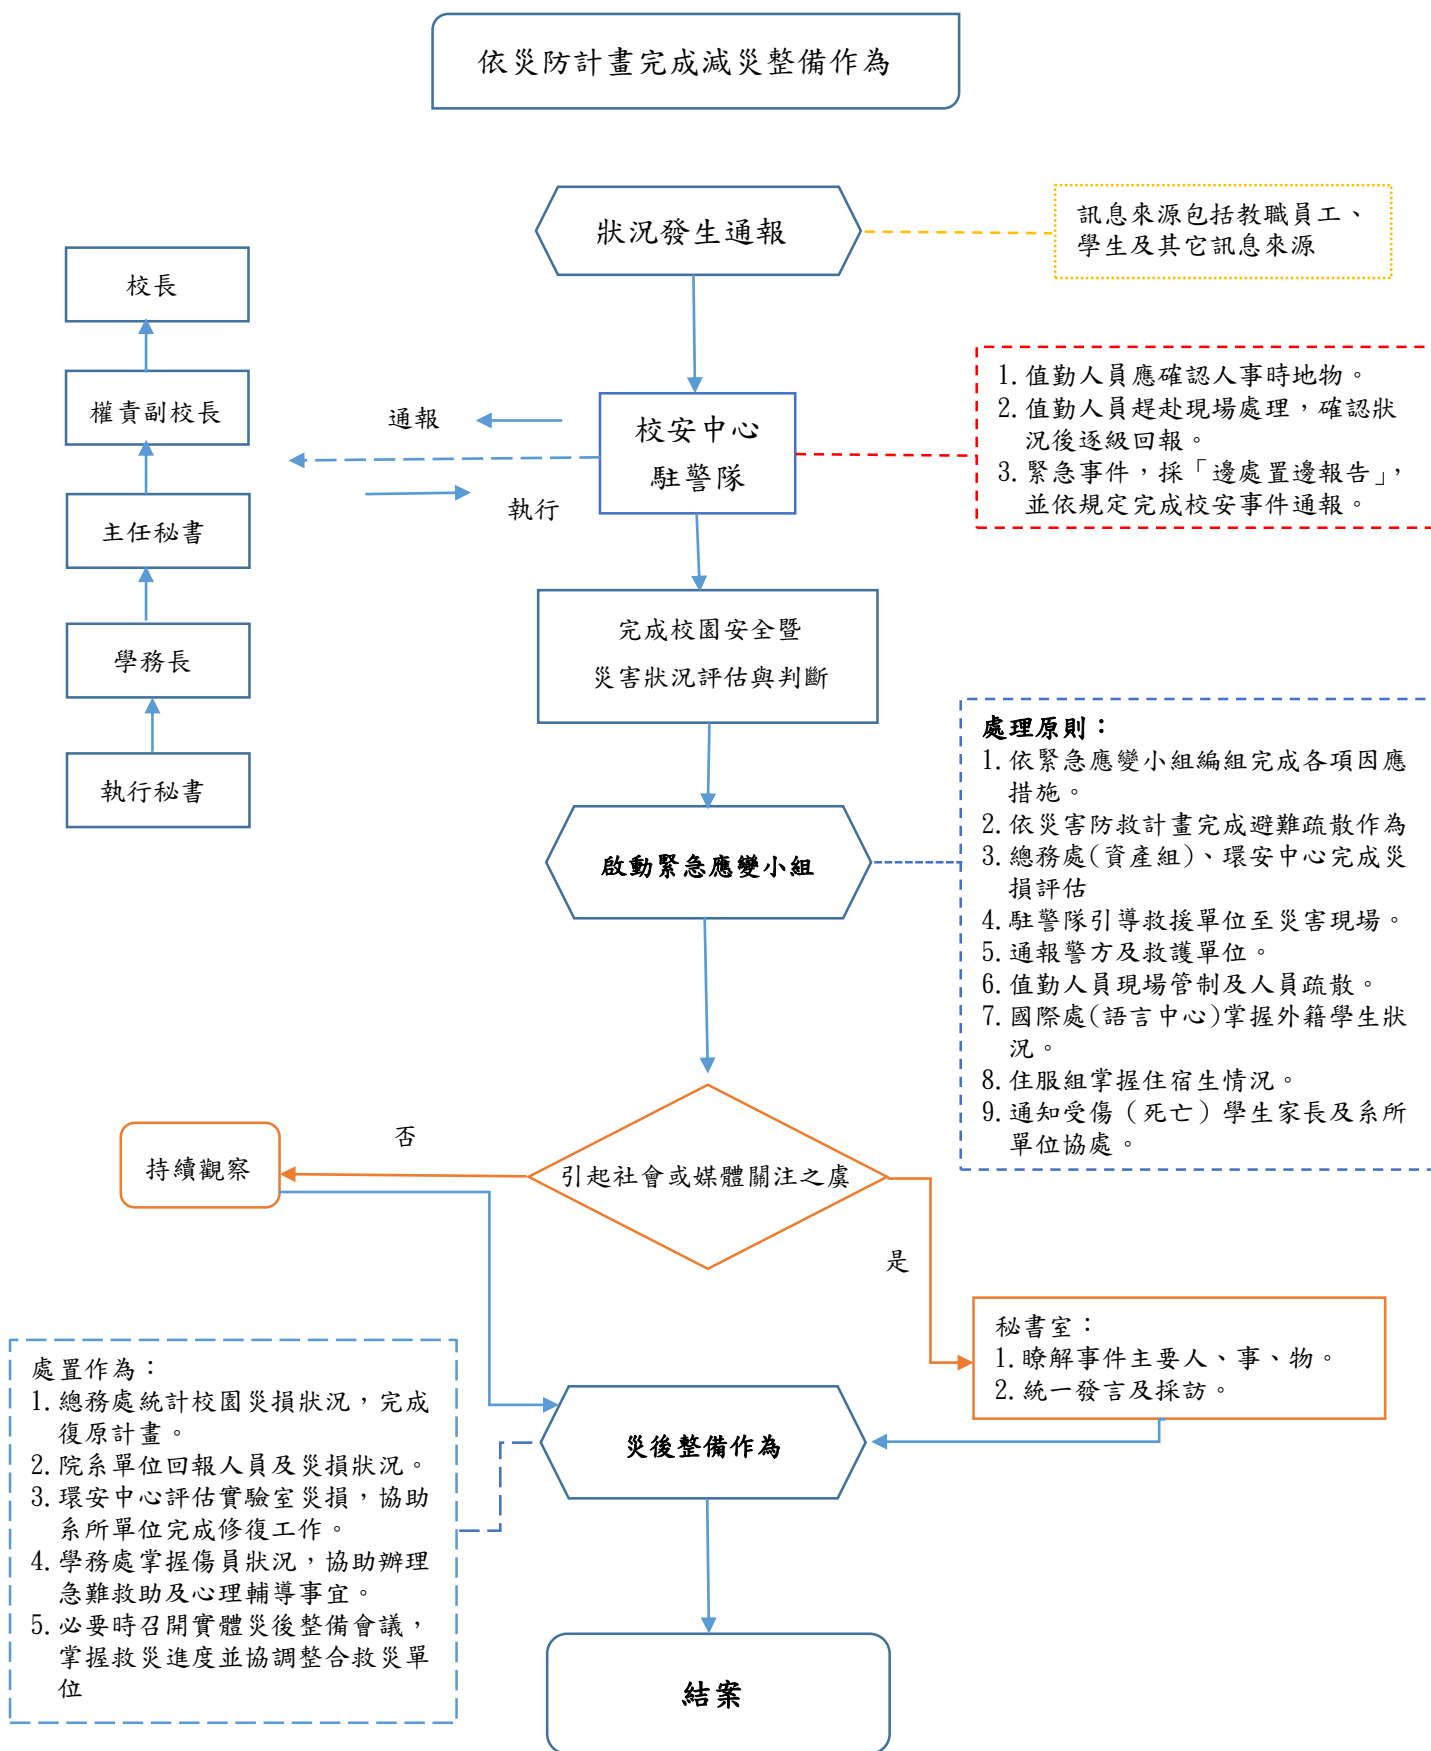 依災防計畫完成減災整備作為
狀況發生通報
訊息來源包括教職員工、
學生及其它訊息來源
校長
權責副校長
主任秘書
學務長
執行秘書
通報
執行
校安中心
駐警隊
1.值勤人員應確認人事時地物。
2.值勤人員趕赴現場處理，確認狀
況後逐級回報。
3.緊急事件，採「邊處置邊報告」，
並依規定完成校安事件通報。
完成校園安全暨
災害狀況評估與判斷
處理原則：
1.依緊急應變小組編組完成各項因應
措施。
2.依災害防救計畫完成避難疏散作為
3.總務處(資產組)、環安中心完成災
損評估
4.駐警隊引導救援單位至災害現場。
5.通報警方及救護單位。
6.值勤人員現場管制及人員疏散。
7.國際處(語言中心)掌握外籍學生狀
況。
8.住服組掌握住宿生情況。
9.通知受傷（死亡）學生家長及系所
單位協處。
啟動緊急應變小組
引起社會或媒體關注之虞
否
持續觀察
是
秘書室：
1.瞭解事件主要人、事、物。
2.統一發言及採訪。
處置作為：
1.總務處統計校園災損狀況，完成
復原計畫。
2.院系單位回報人員及災損狀況。
3.環安中心評估實驗室災損，協助
系所單位完成修復工作。
4.學務處掌握傷員狀況，協助辦理
急難救助及心理輔導事宜。
5.必要時召開實體災後整備會議，
掌握救災進度並協調整合救災單
位
災後整備作為
結案